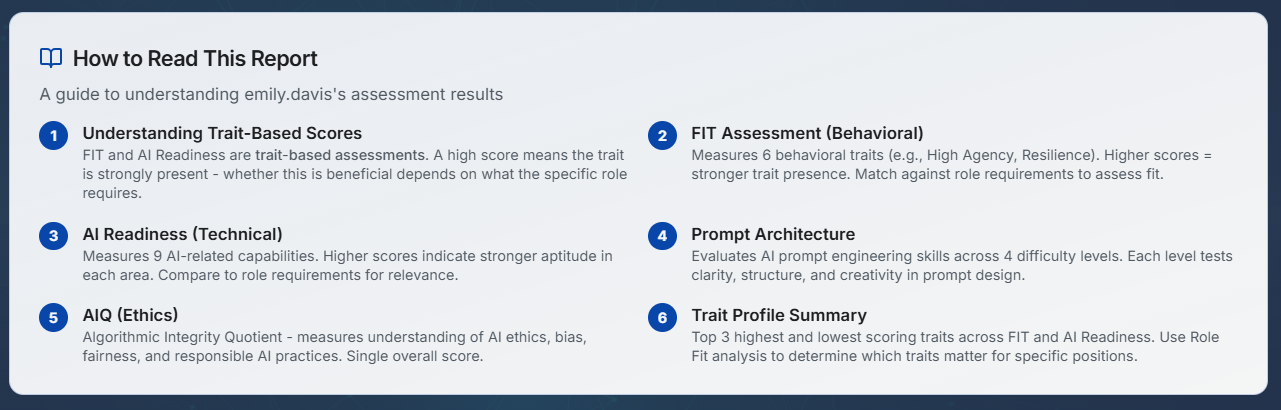 How to Read This Report
A guide to understanding emily.davis's assessment results
1
Understanding Trait-Based Scores
FIT and AI Readiness are trait-based assessments. A high score means the trait
is strongly present - whether this is beneficial depends on what the specific role
requires.
2
FIT Assessment (Behavioral)
Measures 6 behavioral traits (e.g., High Agency, Resilience). Higher scores =
stronger trait presence. Match against role requirements to assess fit.
3
AI Readiness (Technical)
Measures 9 AI-related capabilities. Higher scores indicate stronger aptitude in
each area. Compare to role requirements for relevance.
4
Prompt Architecture
Evaluates AI prompt engineering skills across 4 difficulty levels. Each level tests
clarity, structure, and creativity in prompt design.
5
AIQ (Ethics)
Algorithmic Integrity Quotient - measures understanding of AI ethics, bias,
fairness, and responsible AI practices. Single overall score.
6
Trait Profile Summary
Top 3 highest and lowest scoring traits across FIT and AI Readiness. Use Role
Fit analysis to determine which traits matter for specific positions.